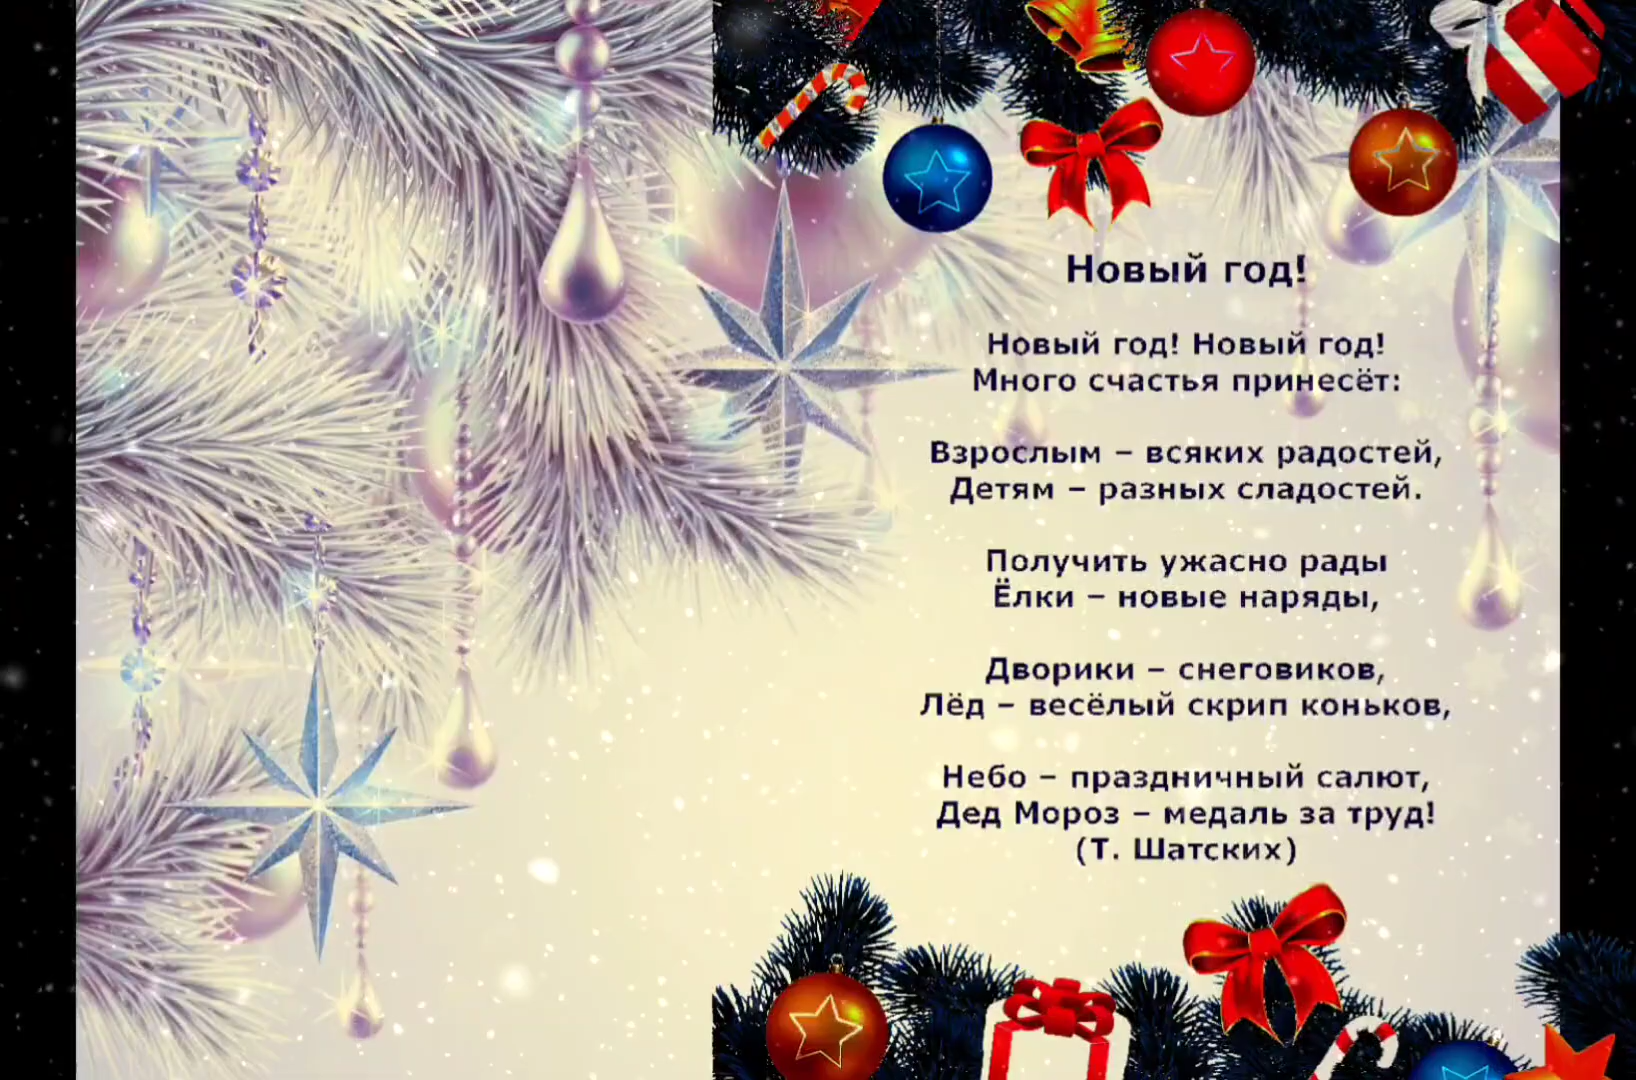 Новый год!
Новый год! Новый год!
Много счастья принесёт:
Взрослым – всяких радостей,
Детям – разных сладостей.
Получить ужасно рады
Ёлки – новые наряды,
Дворики – снеговиков,
Лёд – весёлый скрип коньков,
Небо – праздничный салют,
Дед Мороз – медаль за труд!
(Т. Шатских)